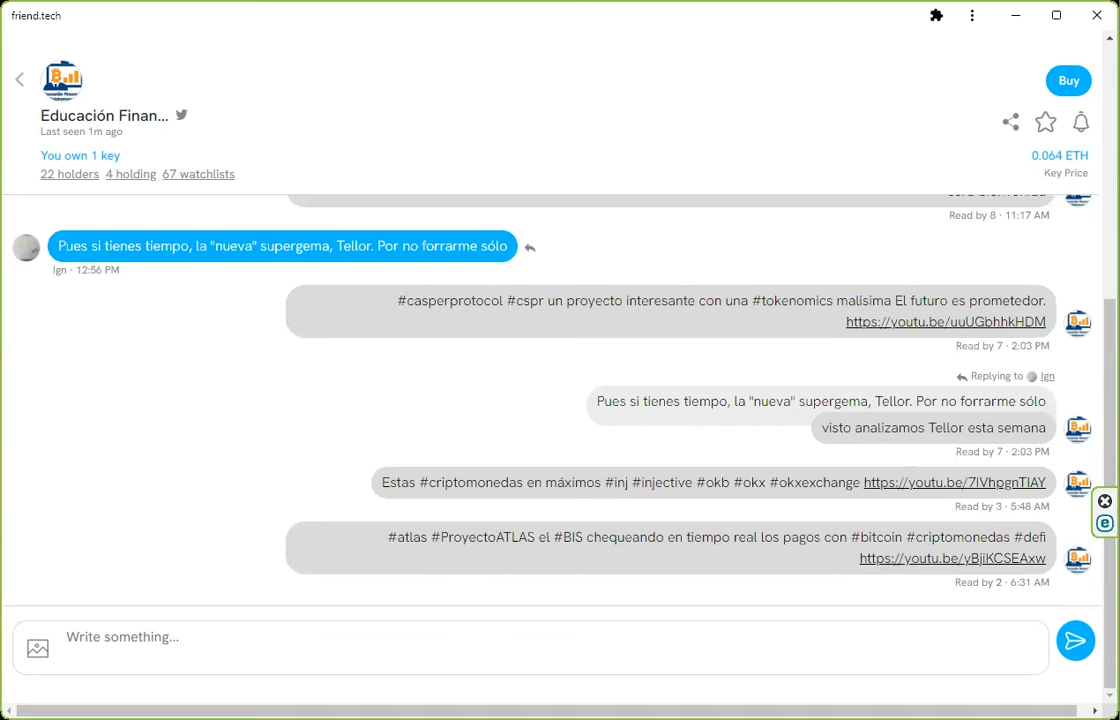 friend.tech
Buy
Educación Finan...
Last seen 1m ago
You own 1 key
0.064 ETH
22 holders 4 holding 67 watchlists
Key Price
Read by 8 · 11:17 AM
Pues si tienes tiempo, la "nueva" supergema, Tellor. Por no forrarme sólo
Ign · 12:56 PM
#casperprotocol #cspr un proyecto interesante con una #tokenomics malisima El futuro es prometedor.
https://youtu.be/uuUGbhhkHDM
Read by 7 · 2:03 PM
Replying to Ign
Pues si tienes tiempo, la "nueva" supergema, Tellor. Por no forrarme sólo
visto analizamos Tellor esta semana
Read by 7 · 2:03 PM
Estas #criptomonedas en máximos #inj #injective #okb #okx #okxexchange https://youtu.be/7IVhpgnTlAY
Read by 3 · 5:48 AM
#atlas #ProyectoATLAS el #BIS chequeando en tiempo real los pagos con #bitcoin #criptomonedas #defi
https://youtu.be/yBjiKCSEAxw
Read by 2 · 6:31 AM
Write something...